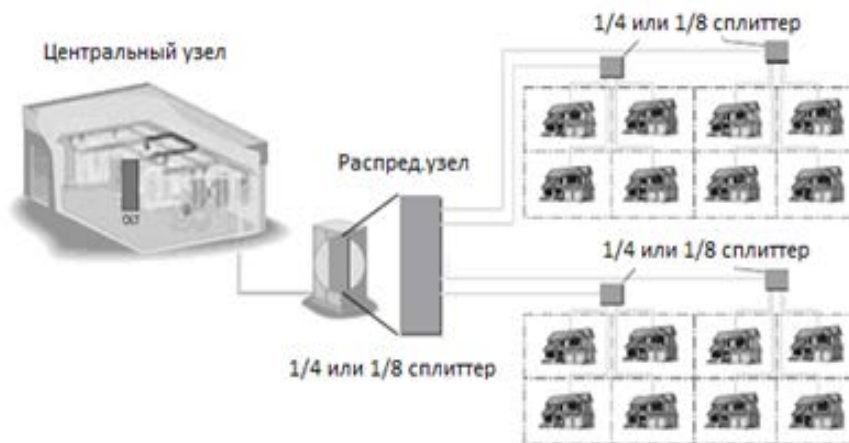 1/4 или 1/8 сплиттер
Центральный узел
OLT
Распред.узел
1/4 или 1/8 сплиттер
1/4 или 1/8 сплиттер